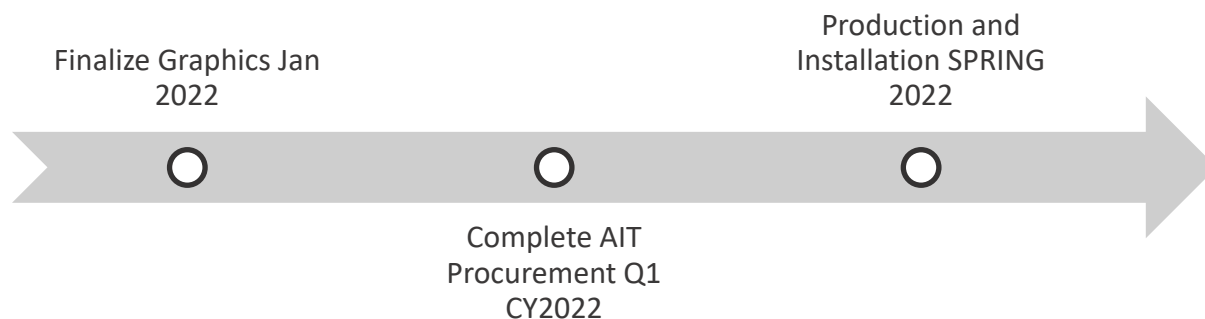 Finalize Graphics Jan
2022
Complete AIT
Procurement Q1
CY2022
Production and
Installation SPRING
2022